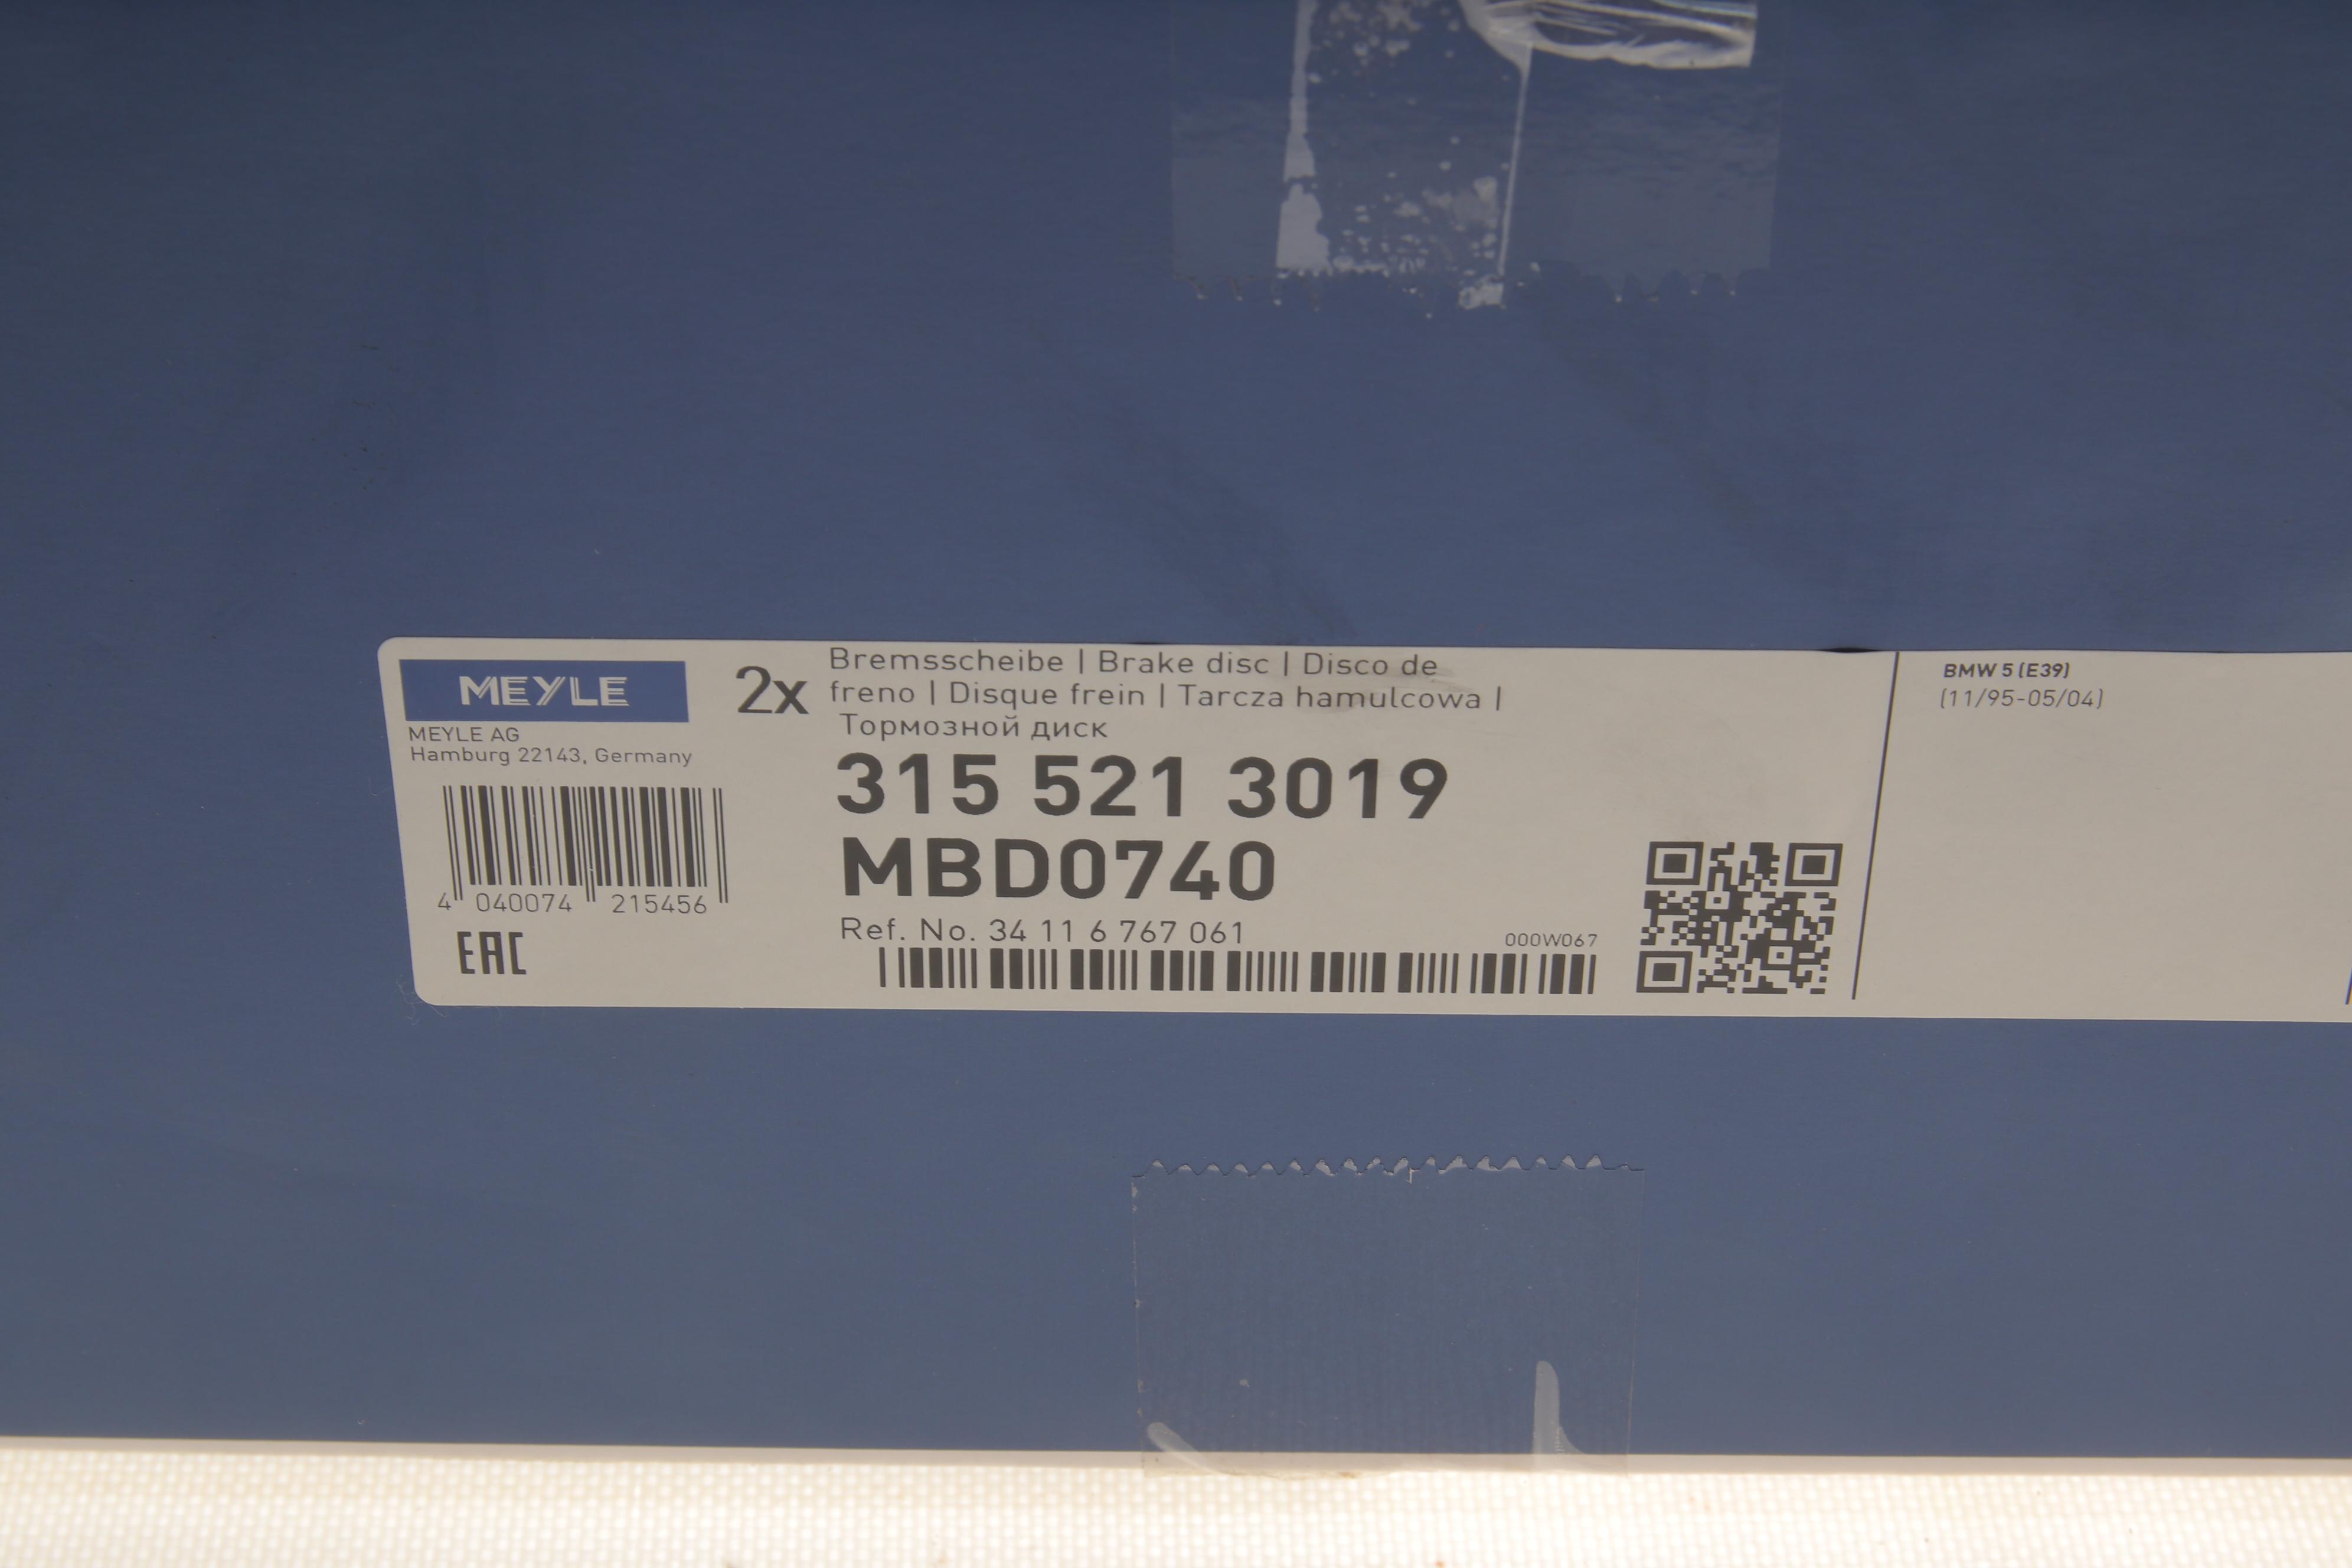 MEYLE
MEYLE AG
Hamburg 22143, Germany
4 040074 215456
EAC
2x
Bremsscheibe | Brake disc | Disco de
freno | Disque frein | Tarcza hamulcowa |
Тормозной диск
315 521 3019
MBD0740
Ref. No. 34 11 6 767 061
000W067
BMW 5 (E39)
(11/95-05/04)